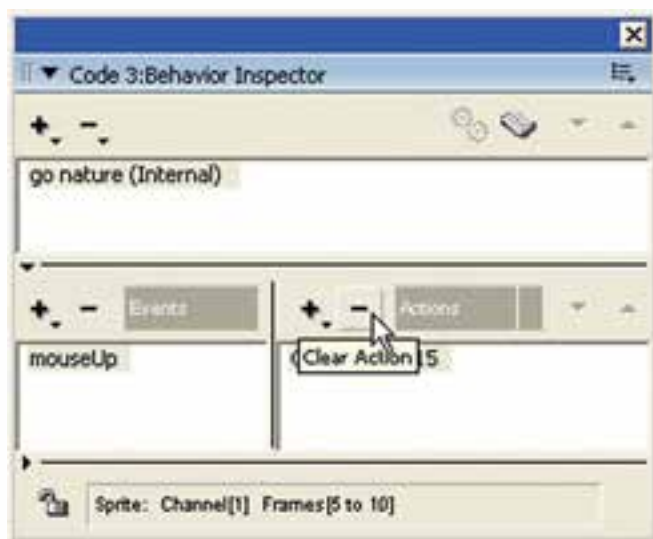 Code 3:Behavior Inspector
go nature (Internal)
Events
Actions
mouseUp
Clear Action
15
Sprite: Channel[1] Frames[5 to 10]